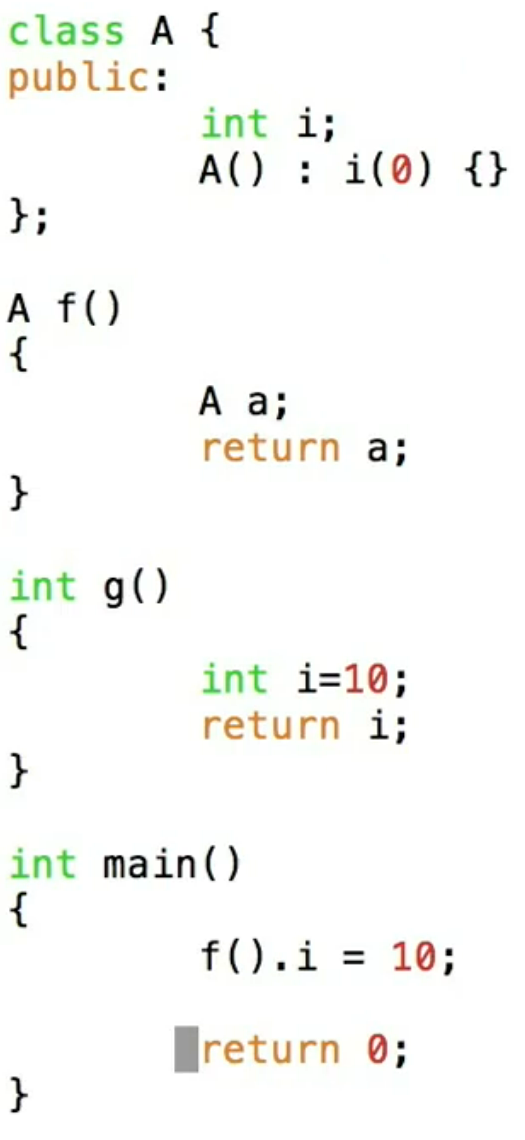 class A {
public:
        int i;
        A() : i(0) {}
};

A f()
{
        A a;
        return a;
}

int g()
{
        int i=10;
        return i;
}

int main()
{
        f().i = 10;

        return 0;
}